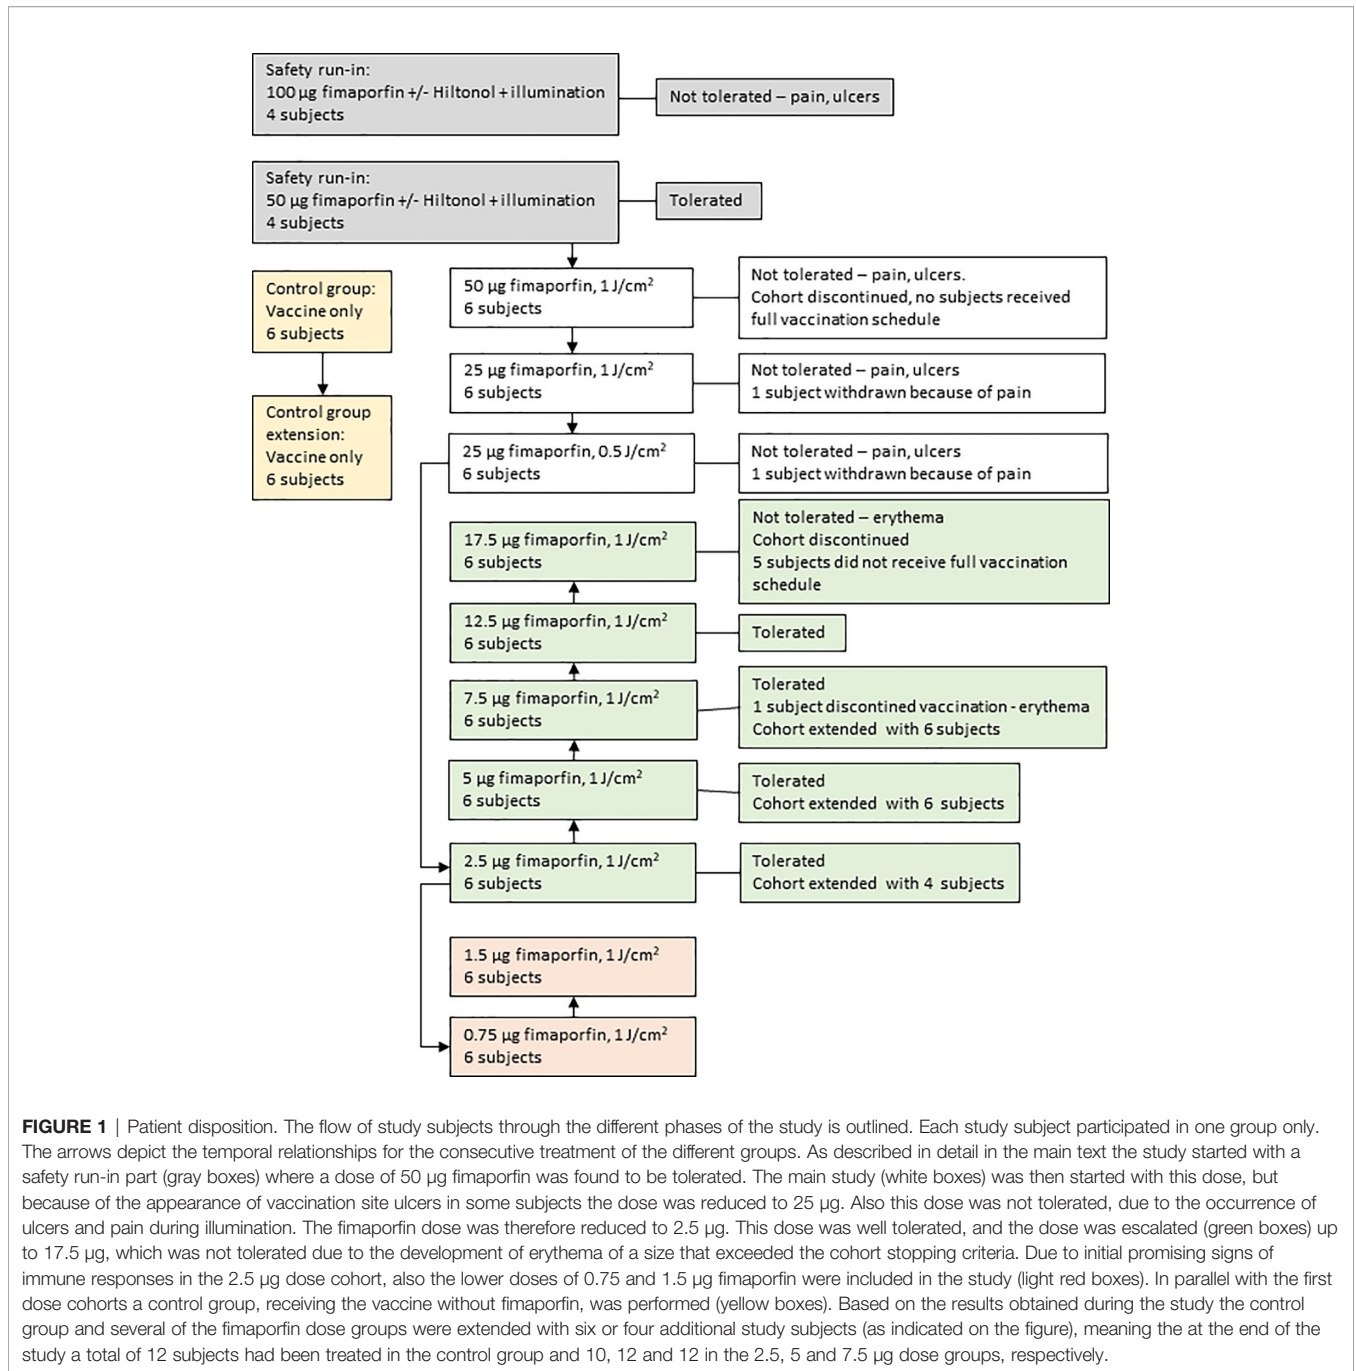 Safety run-in:
100 µg fimaporfin +/- Hiltonol + illumination
4 subjects
Not tolerated – pain, ulcers
Safety run-in:
50 µg fimaporfin +/- Hiltonol + illumination
4 subjects
Tolerated
Control group:
Vaccine only
6 subjects
50 µg fimaporfin, 1 J/cm²
6 subjects
Not tolerated – pain, ulcers.
Cohort discontinued, no subjects received
full vaccination schedule
25 µg fimaporfin, 1 J/cm²
6 subjects
Not tolerated – pain, ulcers
1 subject withdrawn because of pain
Control group
extension:
Vaccine only
6 subjects
25 µg fimaporfin, 0.5 J/cm²
6 subjects
Not tolerated – pain, ulcers
1 subject withdrawn because of pain
17.5 µg fimaporfin, 1 J/cm²
6 subjects
Not tolerated – erythema
Cohort discontinued
5 subjects did not receive full vaccination
schedule
12.5 µg fimaporfin, 1 J/cm²
6 subjects
Tolerated
7.5 µg fimaporfin, 1 J/cm²
6 subjects
Tolerated
1 subject discontined vaccination - erythema
Cohort extended with 6 subjects
5 µg fimaporfin, 1 J/cm²
6 subjects
Tolerated
Cohort extended with 6 subjects
2.5 µg fimaporfin, 1 J/cm²
6 subjects
Tolerated
Cohort extended with 4 subjects
1.5 µg fimaporfin, 1 J/cm²
6 subjects
0.75 µg fimaporfin, 1 J/cm²
6 subjects
FIGURE 1 | Patient disposition. The flow of study subjects through the different phases of the study is outlined. Each study subject participated in one group only.
The arrows depict the temporal relationships for the consecutive treatment of the different groups. As described in detail in the main text the study started with a
safety run-in part (gray boxes) where a dose of 50 µg fimaporfin was found to be tolerated. The main study (white boxes) was then started with this dose, but
because of the appearance of vaccination site ulcers in some subjects the dose was reduced to 25 µg. Also this dose was not tolerated, due to the occurrence of
ulcers and pain during illumination. The fimaporfin dose was therefore reduced to 2.5 µg. This dose was well tolerated, and the dose was escalated (green boxes) up
to 17.5 µg, which was not tolerated due to the development of erythema of a size that exceeded the cohort stopping criteria. Due to initial promising signs of
immune responses in the 2.5 µg dose cohort, also the lower doses of 0.75 and 1.5 µg fimaporfin were included in the study (light red boxes). In parallel with the first
dose cohorts a control group, receiving the vaccine without fimaporfin, was performed (yellow boxes). Based on the results obtained during the study the control
group and several of the fimaporfin dose groups were extended with six or four additional study subjects (as indicated on the figure), meaning the at the end of the
study a total of 12 subjects had been treated in the control group and 10, 12 and 12 in the 2.5, 5 and 7.5 µg dose groups, respectively.